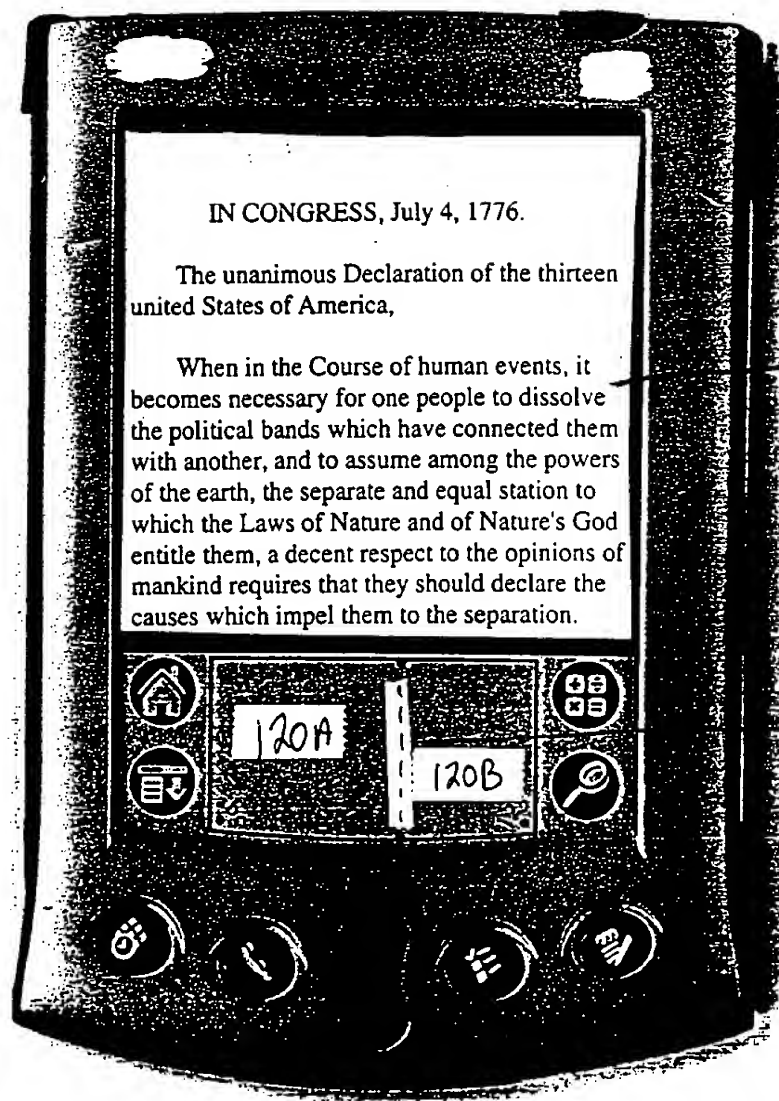 IN CONGRESS, July 4, 1776.
The unanimous Declaration of the thirteen
united States of America,
When in the Course of human events, it
becomes necessary for one people to dissolve
the political bands which have connected them
with another, and to assume among the powers
of the earth, the separate and equal station to
which the Laws of Nature and of Nature's God
entitle them, a decent respect to the opinions of
mankind requires that they should declare the
causes which impel them to the separation.
120A
120B